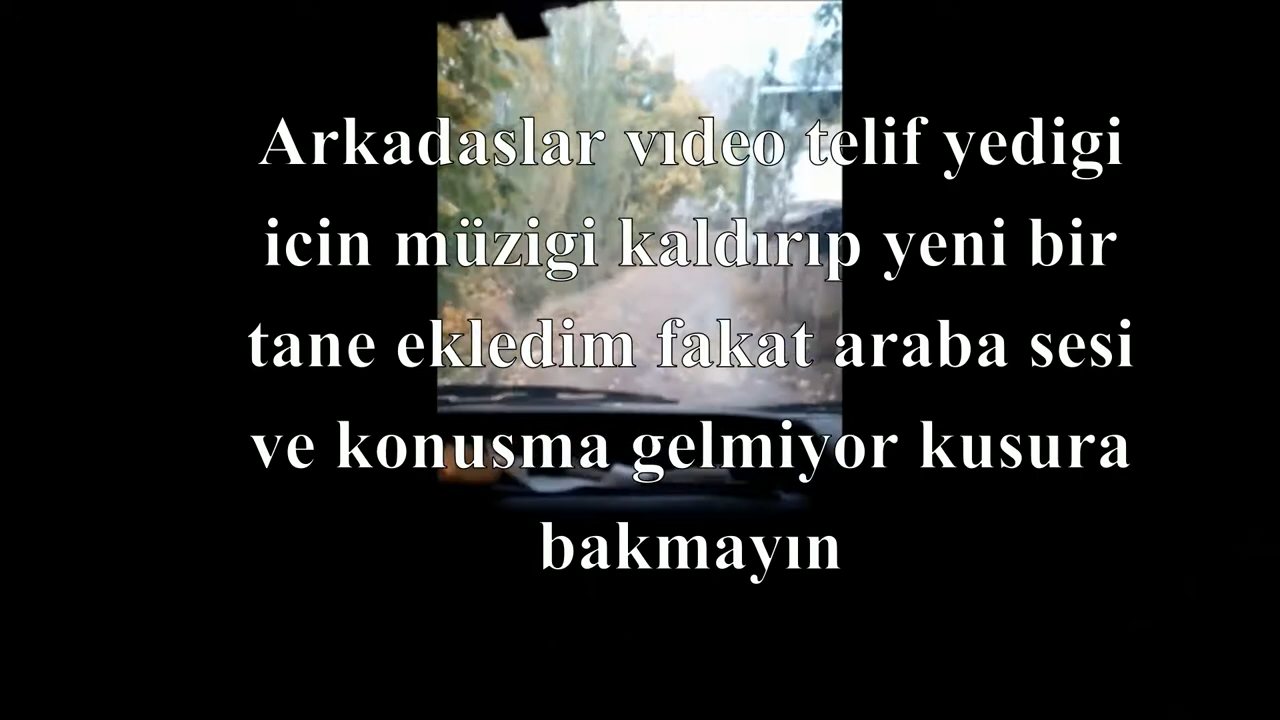 Arkadaslar vıdeo telif yedigi
icin müzigi kaldırıp yeni bir
tane ekledim fakat araba sesi
ve konusma gelmiyor kusura
bakmayın